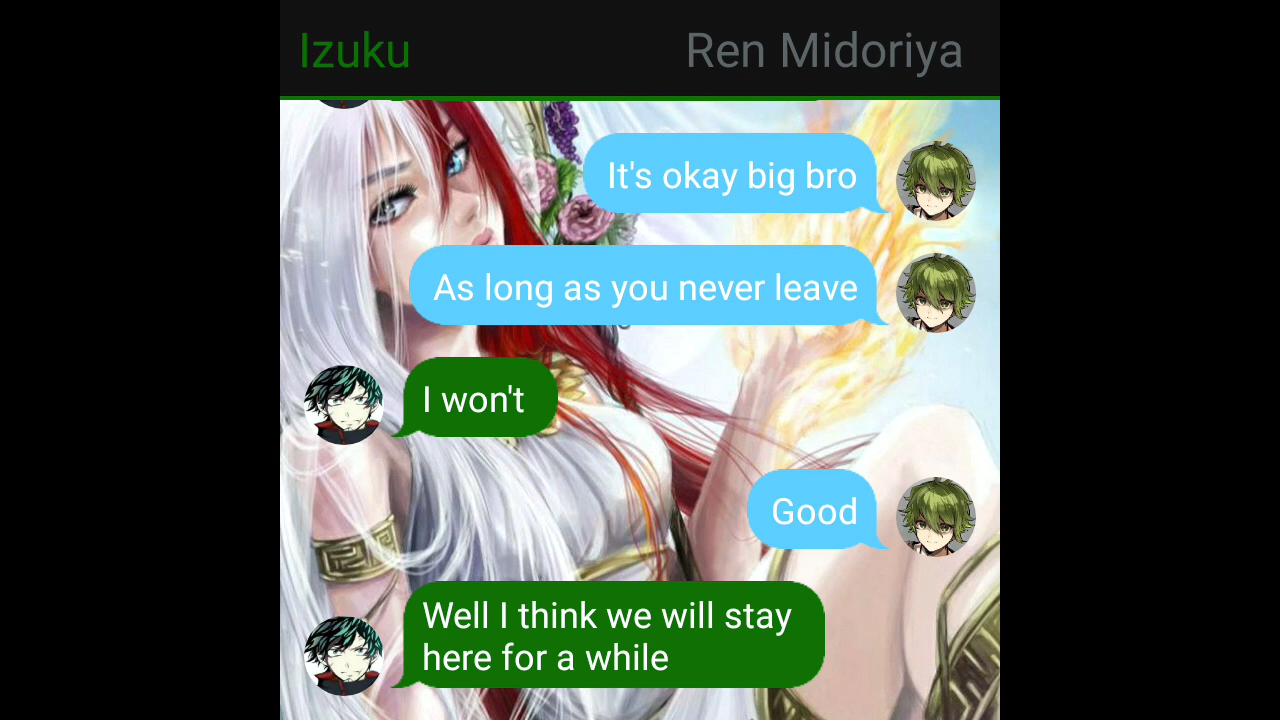 Izuku
Ren Midoriya
It's okay big bro
As long as you never leave
I won't
Good
Well I think we will stay
here for a while